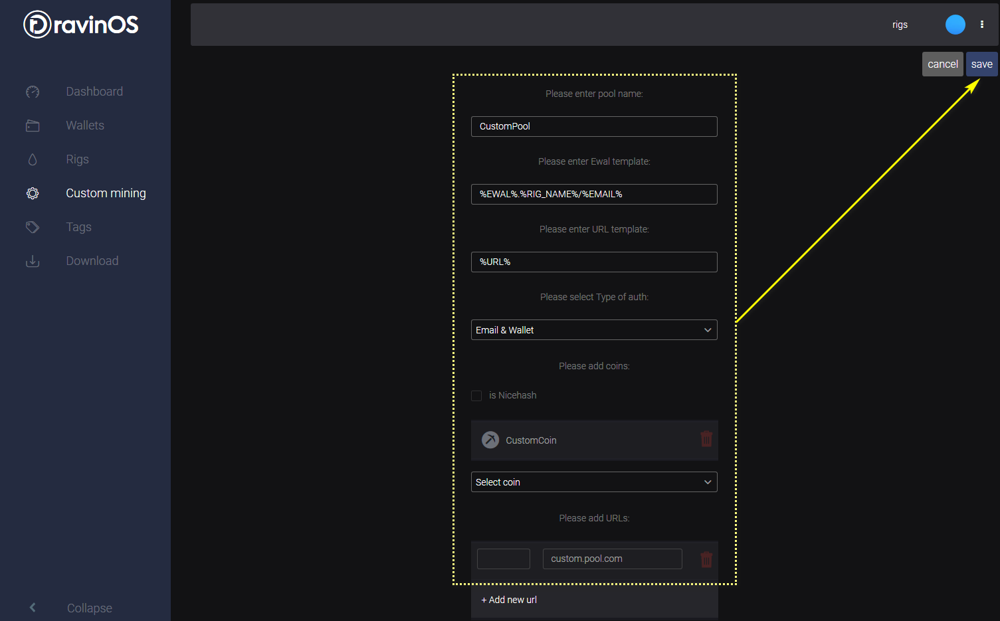 DravinOS
rigs
cancel
save
Dashboard
Wallets
Rigs
Custom mining
Tags
Download
Collapse
Please enter pool name:
CustomPool
Please enter Ewal template:
%EWAL%.%RIG_NAME%/%EMAIL%
Please enter URL template:
%URL%
Please select Type of auth:
Email & Wallet
Please add coins:
is Nicehash
CustomCoin
Select coin
Please add URLs:
custom.pool.com
+ Add new url